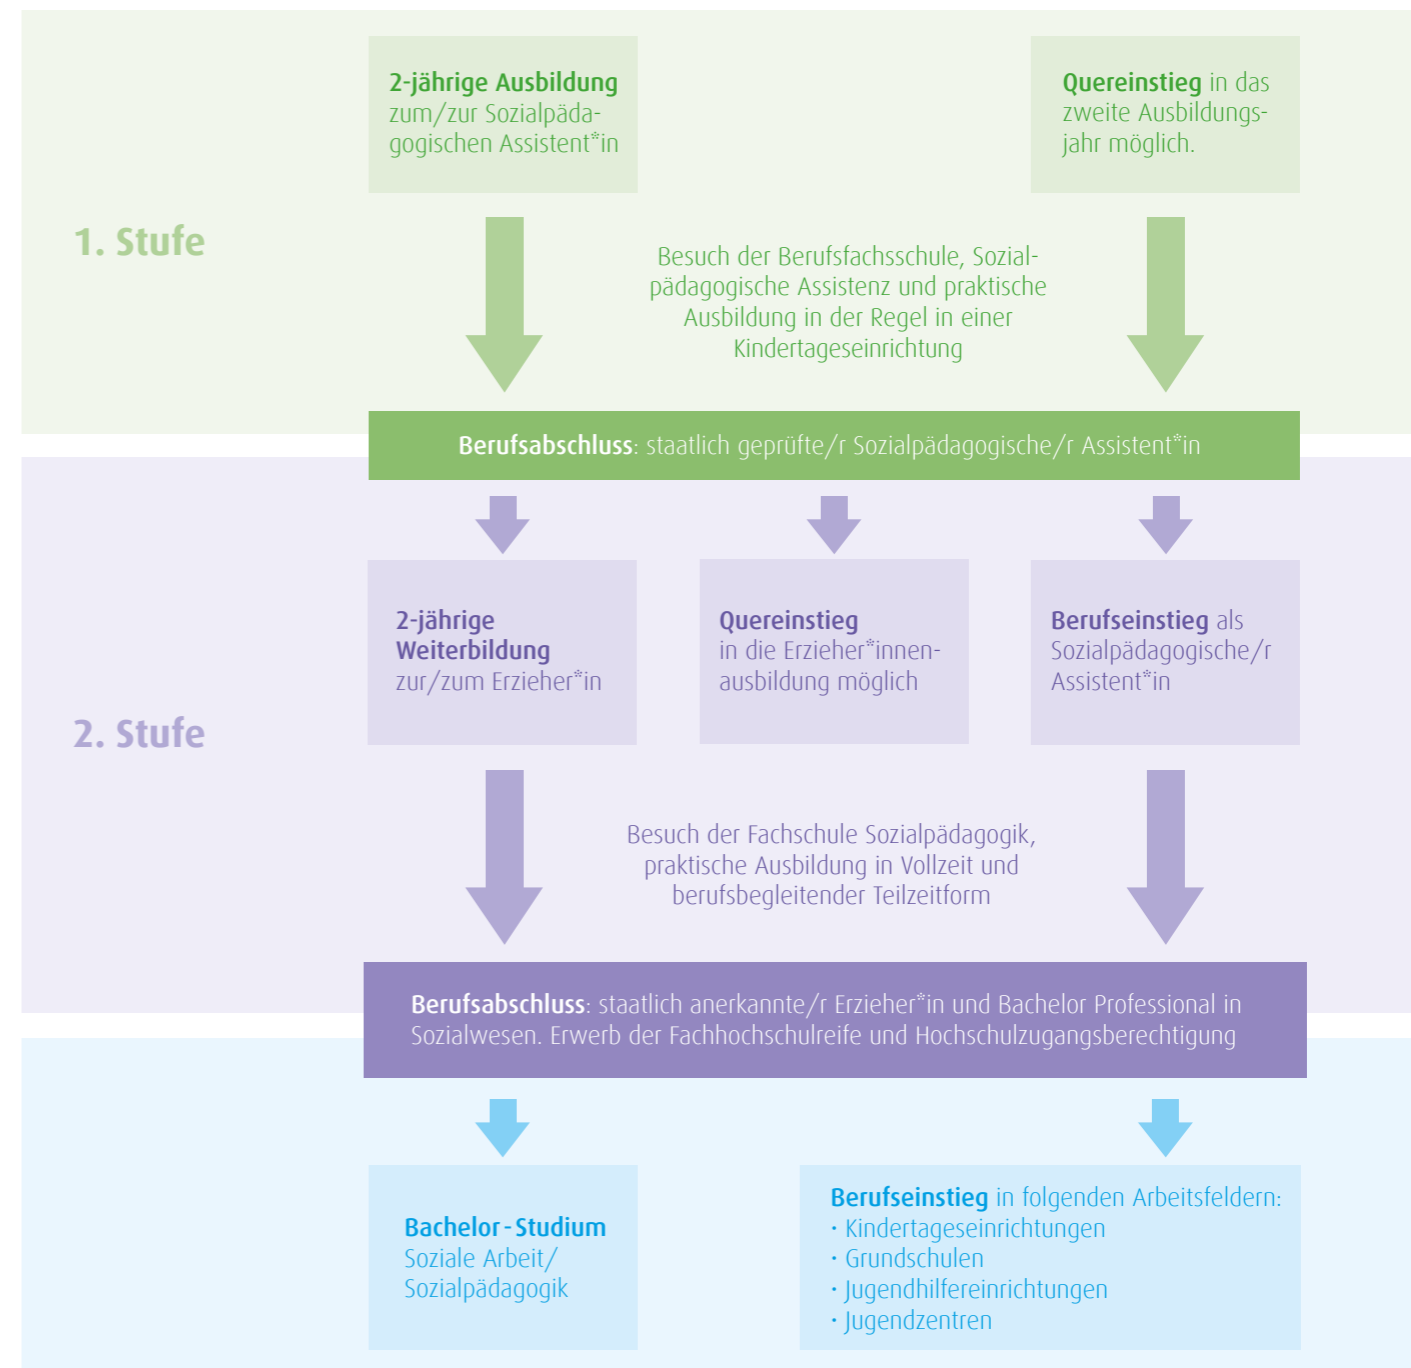 2-jährige Ausbildung
zum/zur Sozialpäda-
gogischen Assistent*in
Quereinstieg in das
zweite Ausbildungs-
jahr möglich.
1. Stufe
Besuch der Berufsfachsschule, Sozial-
pädagogische Assistenz und praktische
Ausbildung in der Regel in einer
Kindertageseinrichtung
Berufsabschluss: staatlich geprüfte/r Sozialpädagogische/r Assistent*in
2-jährige
Weiterbildung
zur/zum Erzieher*in
Quereinstieg
in die Erzieher*innen-
ausbildung möglich
Berufseinstieg als
Sozialpädagogische/r
Assistent*in
2. Stufe
Besuch der Fachschule Sozialpädagogik,
praktische Ausbildung in Vollzeit und
berufsbegleitender Teilzeitform
Berufsabschluss: staatlich anerkannte/r Erzieher*in und Bachelor Professional in
Sozialwesen. Erwerb der Fachhochschulreife und Hochschulzugangsberechtigung
Bachelor-Studium
Soziale Arbeit/
Sozialpädagogik
Berufseinstieg in folgenden Arbeitsfeldern:
· Kindertageseinrichtungen
· Grundschulen
· Jugendhilfereinrichtungen
· Jugendzentren